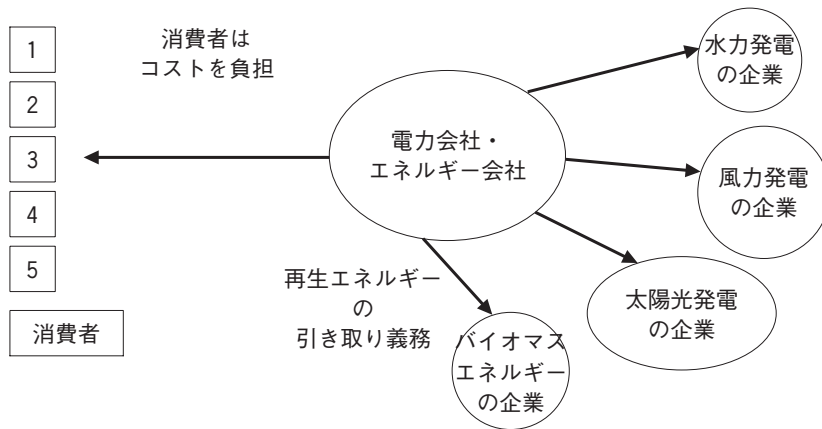 1
2
3
4
5
消費者
消費者は
コストを負担
電力会社・
エネルギー会社
再生エネルギー
の
引き取り義務
水力発電
の企業
風力発電
の企業
太陽光発電
の企業
バイオマス
エネルギー
の企業